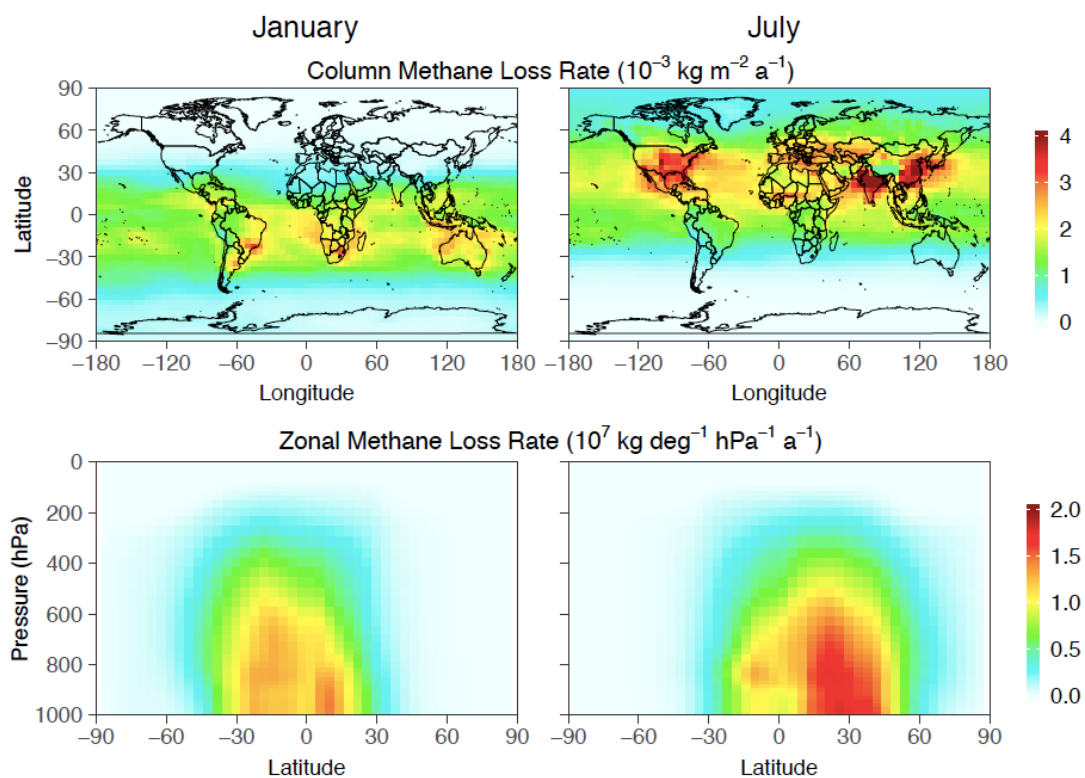 January July
Column Methane Loss Rate (10⁻³ kg m⁻² a⁻¹)
90 60 30 0 −30 −60 −90
Latitude
−180 −120 −60 0 60 120 180
Longitude
−180 −120 −60 0 60 120 180
Longitude
4
3
2
1
0
Zonal Methane Loss Rate (10⁷ kg deg⁻¹ hPa⁻¹ a⁻¹)
0 200 400 600 800 1000
Pressure (hPa)
−90 −60 −30 0 30 60 90
Latitude
−90 −60 −30 0 30 60 90
Latitude
2.0
1.5
1.0
0.5
0.0